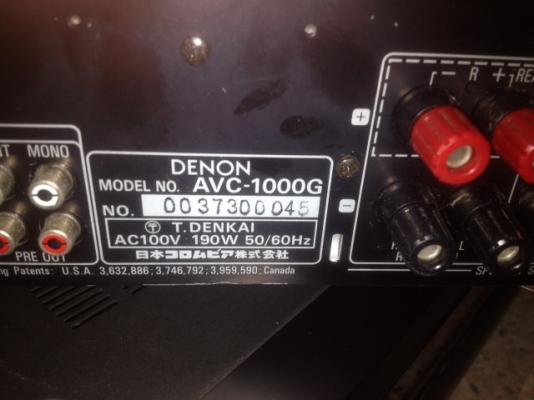 R + REA
+
MONO
PRE OUT
DENON
MODEL NO. AVC-1000G
NO. 0037300045
T T.DENKAI
AC100V 190W 50/60Hz
日本コロムビア株式会社
Patents: U.S.A. 3,632,886; 3,746,792; 3,959,590; Canada